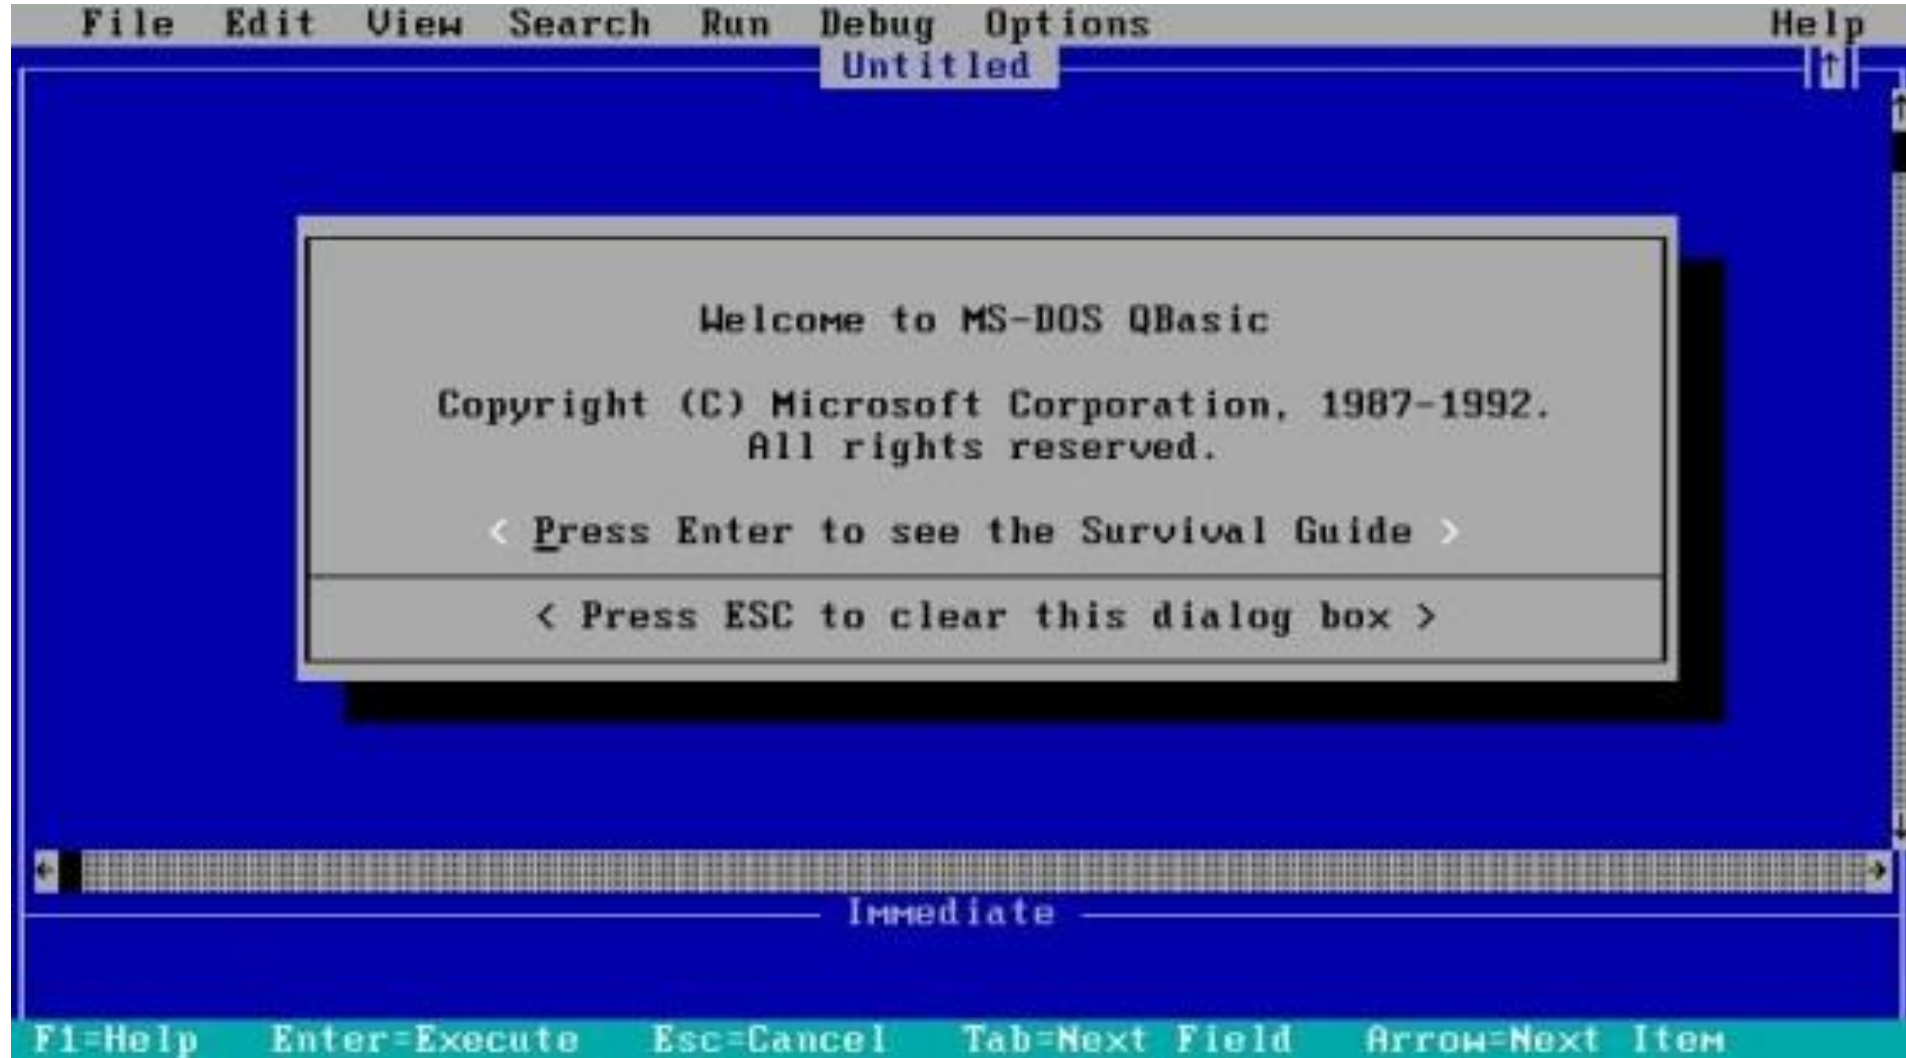 File Edit View Search Run Debug Options Help
Untitled
Welcome to MS-DOS QBasic
Copyright (C) Microsoft Corporation, 1987-1992.
All rights reserved.
< Press Enter to see the Survival Guide >
< Press ESC to clear this dialog box >
Immediate
F1=Help Enter=Execute Esc=Cancel Tab=Next Field Arrow=Next Item